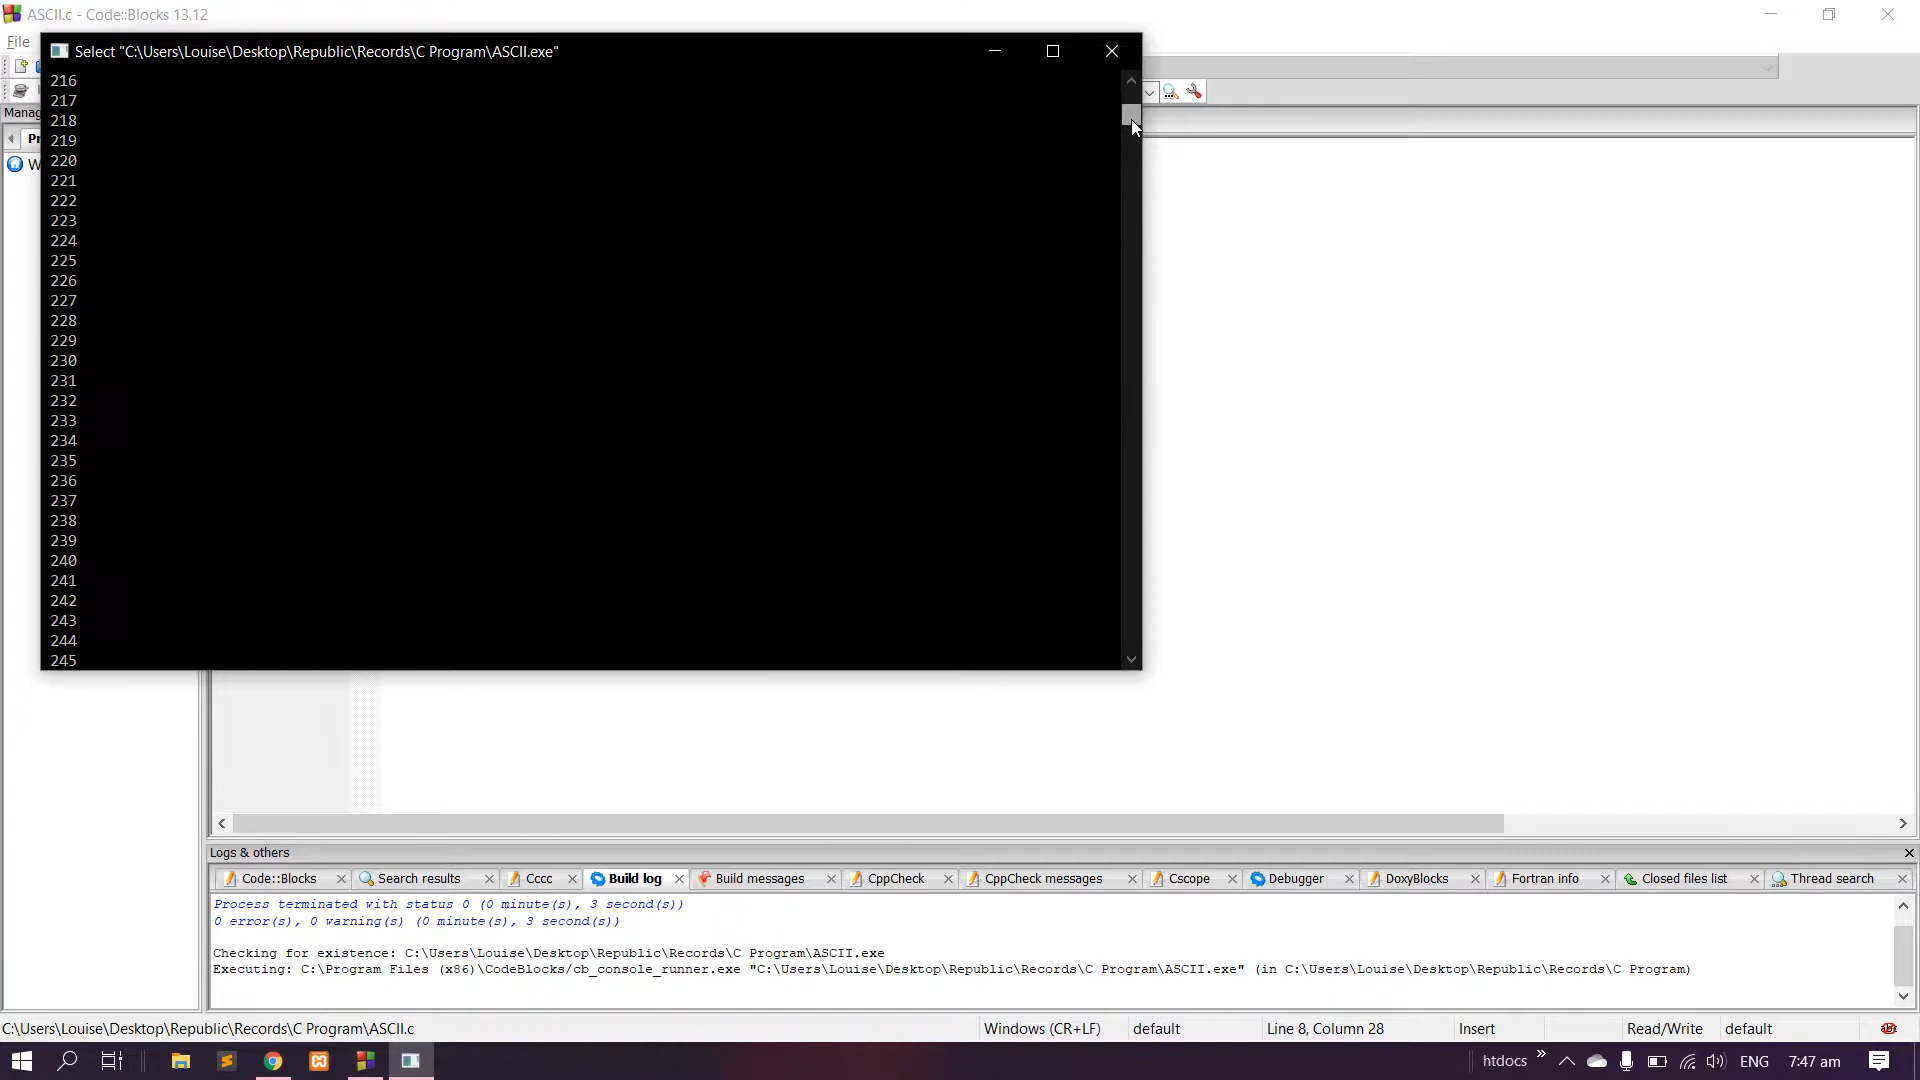 ASCII.c - Code::Blocks 13.12
File
Select "C:\Users\Louise\Desktop\Republic\Records\C Program\ASCII.exe"
216
217
218
219
220
221
222
223
224
225
226
227
228
229
230
231
232
233
234
235
236
237
238
239
240
241
242
243
244
245
Manag
Pr
W
Logs & others
Code::Blocks Search results Cccc Build log Build messages CppCheck CppCheck messages Cscope Debugger DoxyBlocks Fortran info Closed files list Thread search
Process terminated with status 0 (0 minute(s), 3 second(s))
0 error(s), 0 warning(s) (0 minute(s), 3 second(s))
Checking for existence: C:\Users\Louise\Desktop\Republic\Records\C Program\ASCII.exe
Executing: C:\Program Files (x86)\CodeBlocks/cb_console_runner.exe "C:\Users\Louise\Desktop\Republic\Records\C Program\ASCII.exe" (in C:\Users\Louise\Desktop\Republic\Records\C Program)
C:\Users\Louise\Desktop\Republic\Records\C Program\ASCII.c Windows (CR+LF) default Line 8, Column 28 Insert Read/Write default
htdocs » ENG 7:47 am